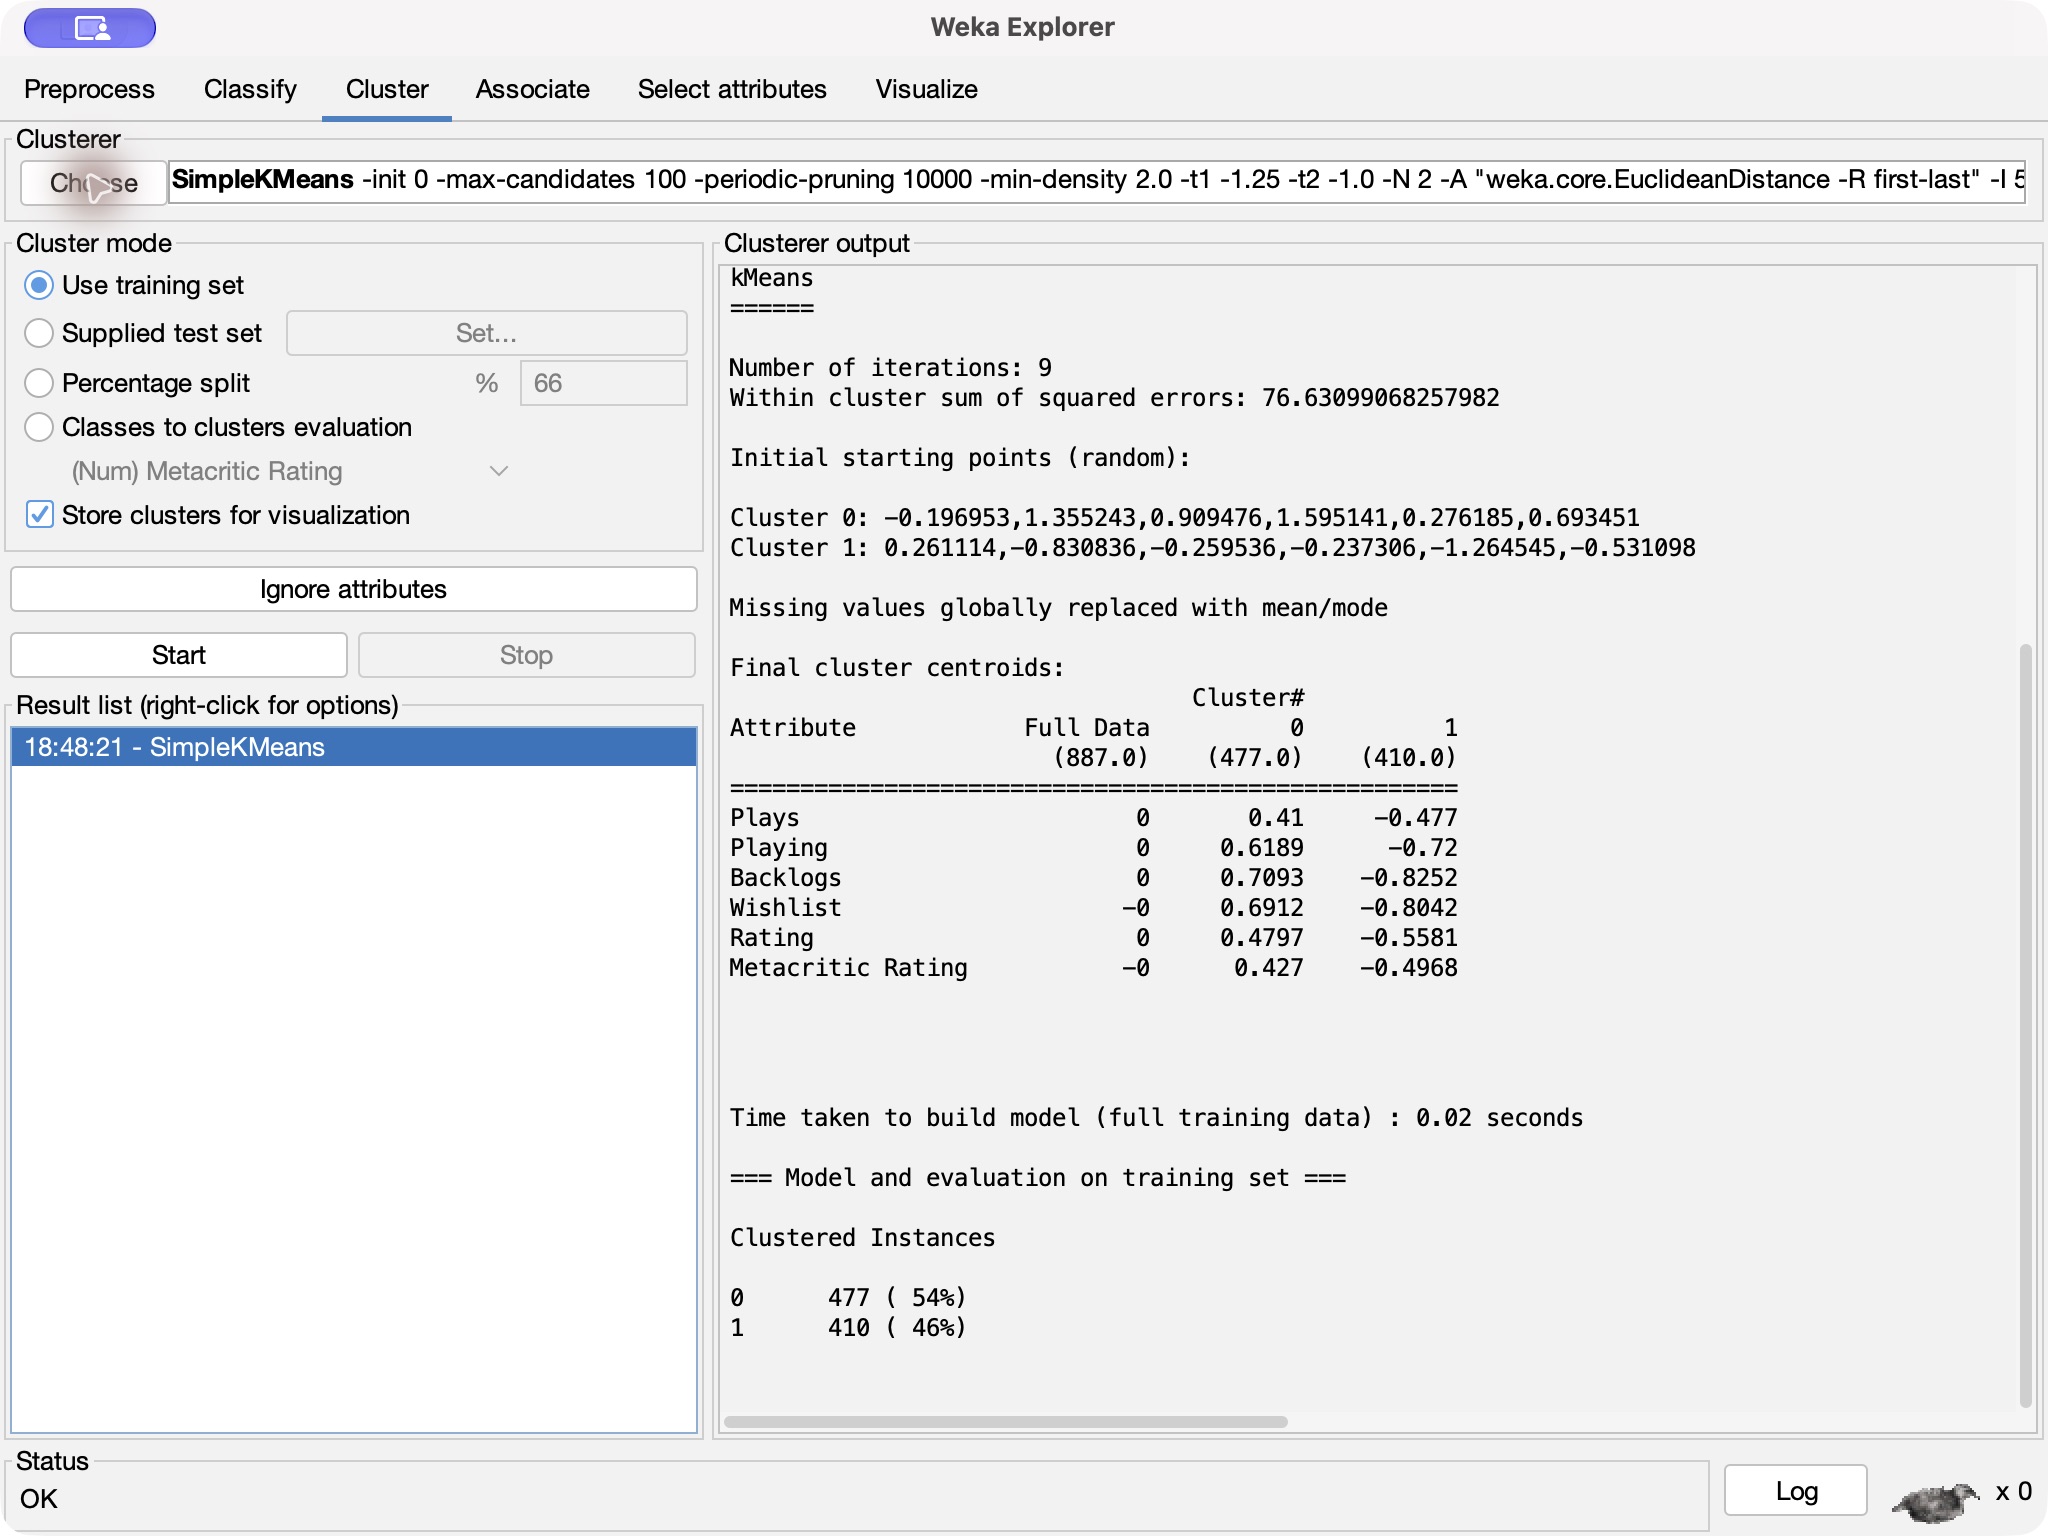 Weka Explorer
Preprocess Classify Cluster Associate Select attributes Visualize
Clusterer
Choose SimpleKMeans -init 0 -max-candidates 100 -periodic-pruning 10000 -min-density 2.0 -t1 -1.25 -t2 -1.0 -N 2 -A "weka.core.EuclideanDistance -R first-last" -I 5
Cluster mode
Use training set
Supplied test set Set...
Percentage split % 66
Classes to clusters evaluation
(Num) Metacritic Rating
Store clusters for visualization
Ignore attributes
Start Stop
Result list (right-click for options)
18:48:21 - SimpleKMeans
Clusterer output
kMeans
======
Number of iterations: 9
Within cluster sum of squared errors: 76.63099068257982
Initial starting points (random):
Cluster 0: -0.196953,1.355243,0.909476,1.595141,0.276185,0.693451
Cluster 1: 0.261114,-0.830836,-0.259536,-0.237306,-1.264545,-0.531098
Missing values globally replaced with mean/mode
Final cluster centroids:
Cluster#
Attribute Full Data 0 1
(887.0) (477.0) (410.0)
====================================================
Plays 0 0.41 -0.477
Playing 0 0.6189 -0.72
Backlogs 0 0.7093 -0.8252
Wishlist -0 0.6912 -0.8042
Rating 0 0.4797 -0.5581
Metacritic Rating -0 0.427 -0.4968
Time taken to build model (full training data) : 0.02 seconds
=== Model and evaluation on training set ===
Clustered Instances
0 477 ( 54%)
1 410 ( 46%)
Status
OK
Log x 0